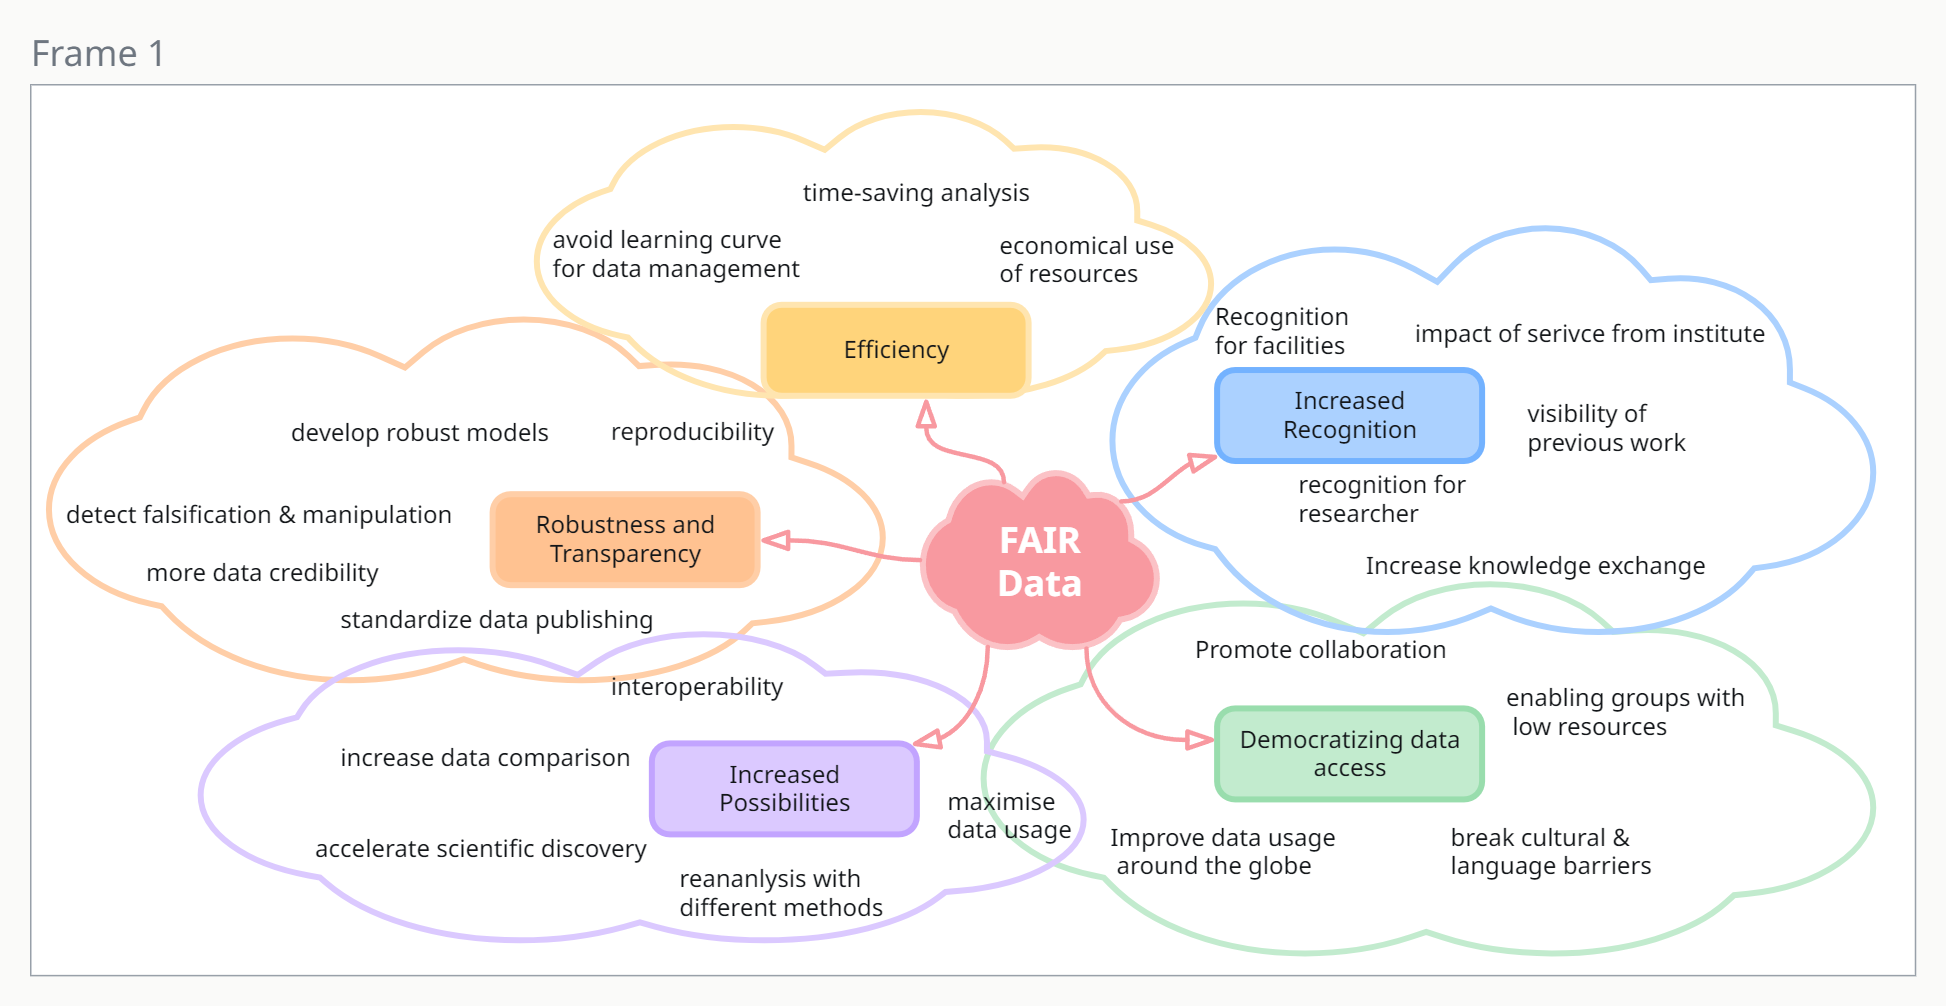 Frame 1
time-saving analysis
avoid learning curve
for data management
economical use
of resources
Efficiency
Recognition
for facilities
impact of serivce from institute
Increased
Recognition
visibility of
previous work
recognition for
researcher
Increase knowledge exchange
develop robust models
reproducibility
detect falsification & manipulation
Robustness and
Transparency
more data credibility
standardize data publishing
FAIR
Data
interoperability
increase data comparison
Increased
Possibilities
maximise
data usage
accelerate scientific discovery
reananlysis with
different methods
Promote collaboration
enabling groups with
low resources
Democratizing data
access
Improve data usage
around the globe
break cultural &
language barriers